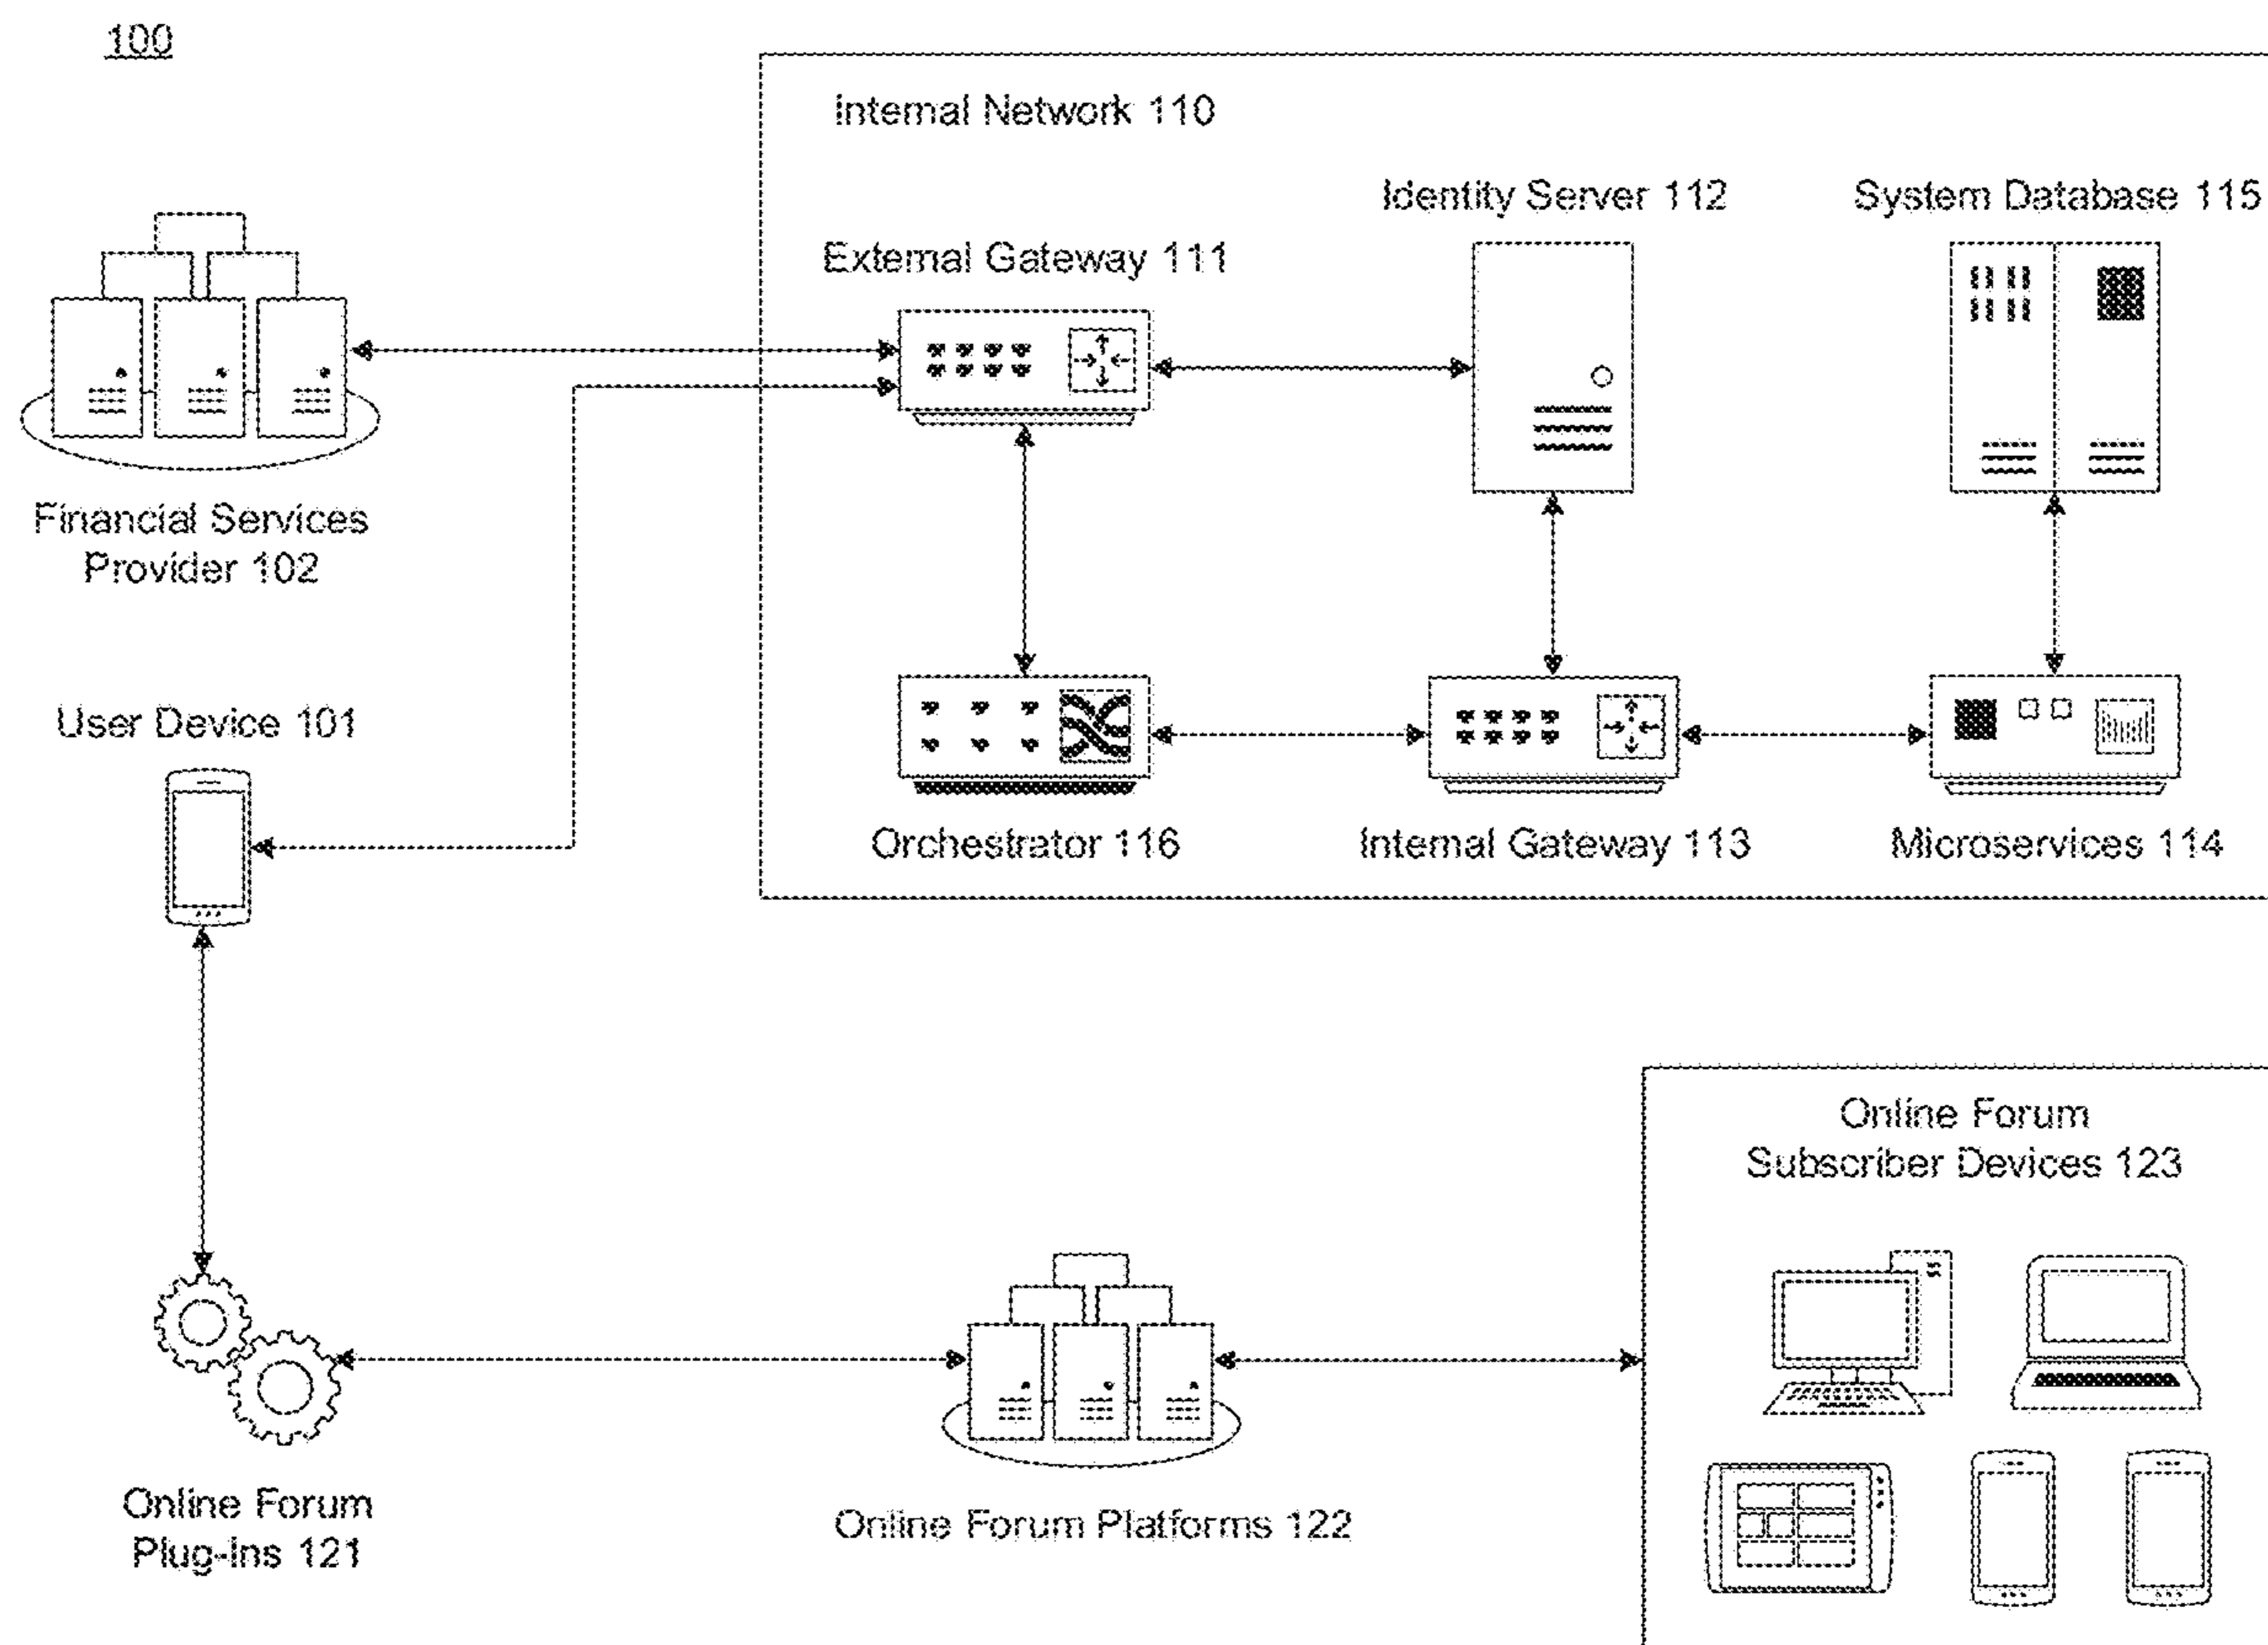 100
Internal Network 110
Identity Server 112
System Database 115
External Gateway 111
Financial Services
Provider 102
User Device 101
Orchestrator 116
Internal Gateway 113
Microservices 114
Online Forum
Subscriber Devices 123
Online Forum
Plug-Ins 121
Online Forum Platforms 122